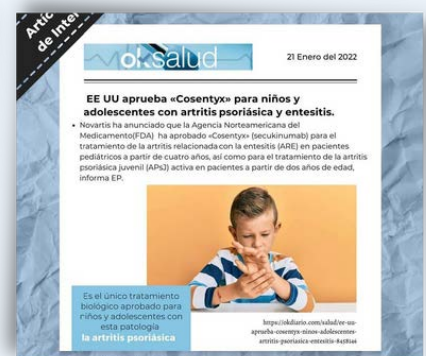 Artíc
de Inter
oksalud
21 Enero del 2022
EE UU aprueba «Cosentyx» para niños y
adolescentes con artritis psoriásica y entesitis.
• Novartis ha anunciado que la Agencia Norteamericana del
Medicamento(FDA) ha aprobado «Cosentyx» (secukinumab) para el
tratamiento de la artritis relacionada con la entesitis (ARE) en pacientes
pediátricos a partir de cuatro años, así como para el tratamiento de la artritis
psoriásica juvenil (APsJ) activa en pacientes a partir de dos años de edad,
informa EP.
Es el único tratamiento
biológico aprobado para
niños y adolescentes con
esta patología
la artritis psoriásica
https://okdiario.com/salud/ee-uu-
aprueba-cosentyx-ninos-adolescentes-
artritis-psoriasica-entesitis-8458246